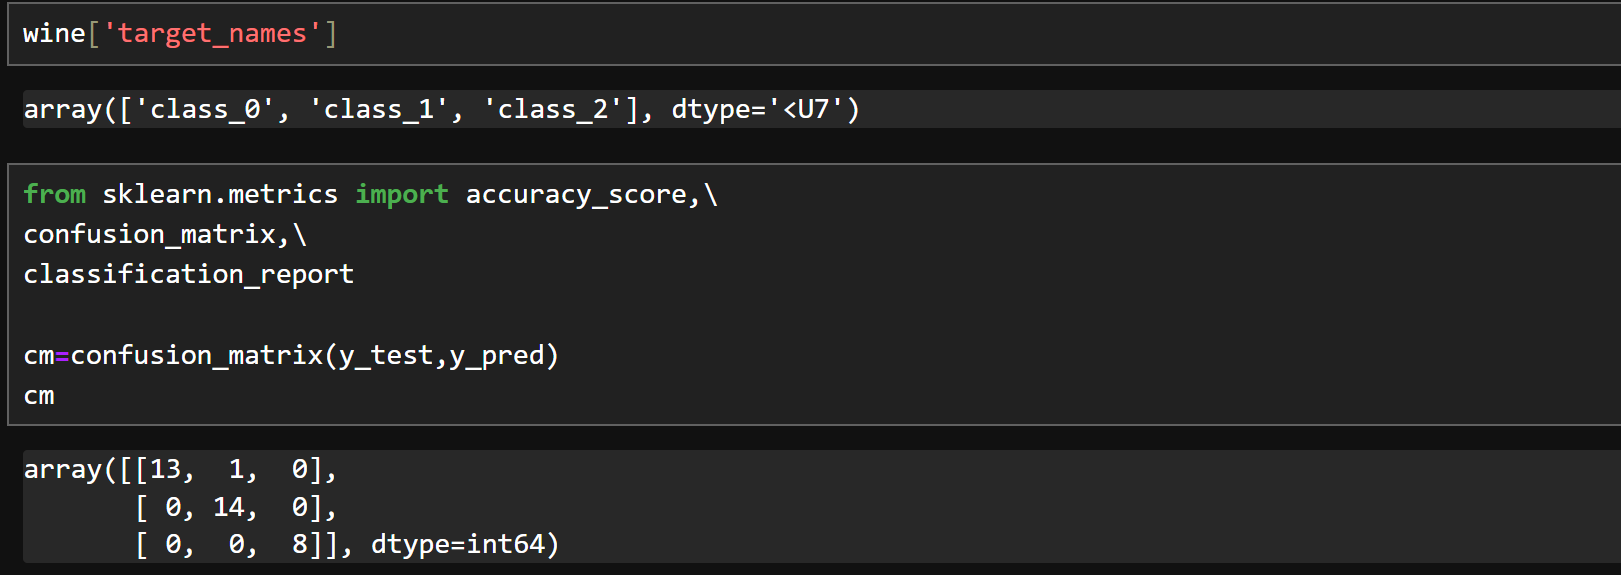 wine['target_names']
array(['class_0', 'class_1', 'class_2'], dtype='<U7')
from sklearn.metrics import accuracy_score,\
confusion_matrix,\
classification_report
cm=confusion_matrix(y_test,y_pred)
cm
array([[13,  1,  0],
       [ 0, 14,  0],
       [ 0,  0,  8]], dtype=int64)